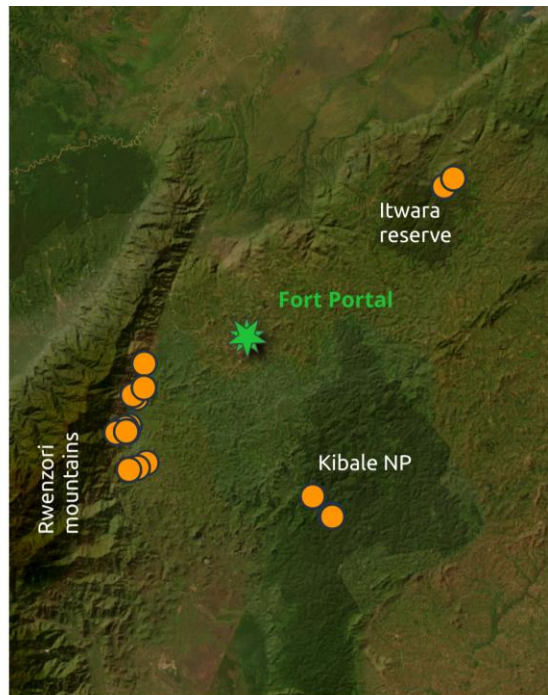 Itwara
reserve
Fort Portal
Kibale NP
Rwenzori
mountains